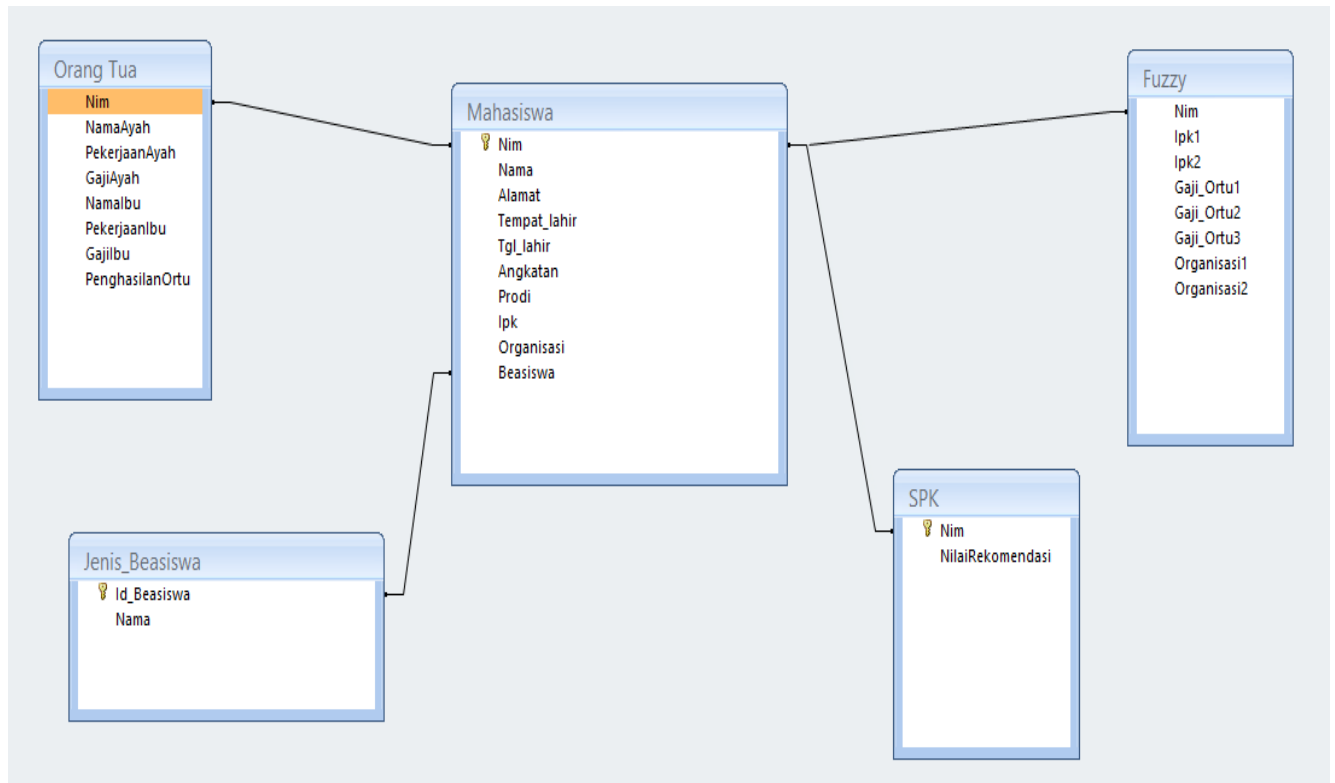 Orang Tua
Nim
NamaAyah
PekerjaanAyah
GajiAyah
NamaIbu
PekerjaanIbu
GajiIbu
PenghasilanOrtu
Mahasiswa
Nim
Nama
Alamat
Tempat_lahir
Tgl_lahir
Angkatan
Prodi
Ipk
Organisasi
Beasiswa
Fuzzy
Nim
Ipk1
Ipk2
Gaji_Ortu1
Gaji_Ortu2
Gaji_Ortu3
Organisasi1
Organisasi2
Jenis_Beasiswa
Id_Beasiswa
Nama
SPK
Nim
NilaiRekomendasi